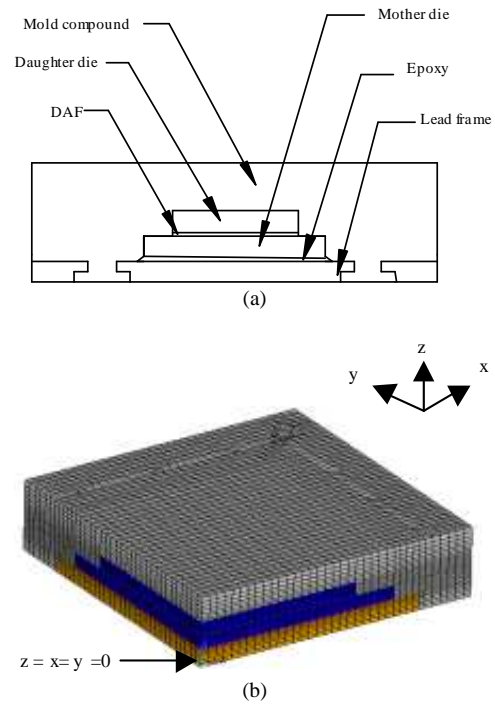 Mold compound
Mother die
Daughter die
Epoxy
DAF
Lead frame
(a)
z
y
x
z = x= y =0
(b)